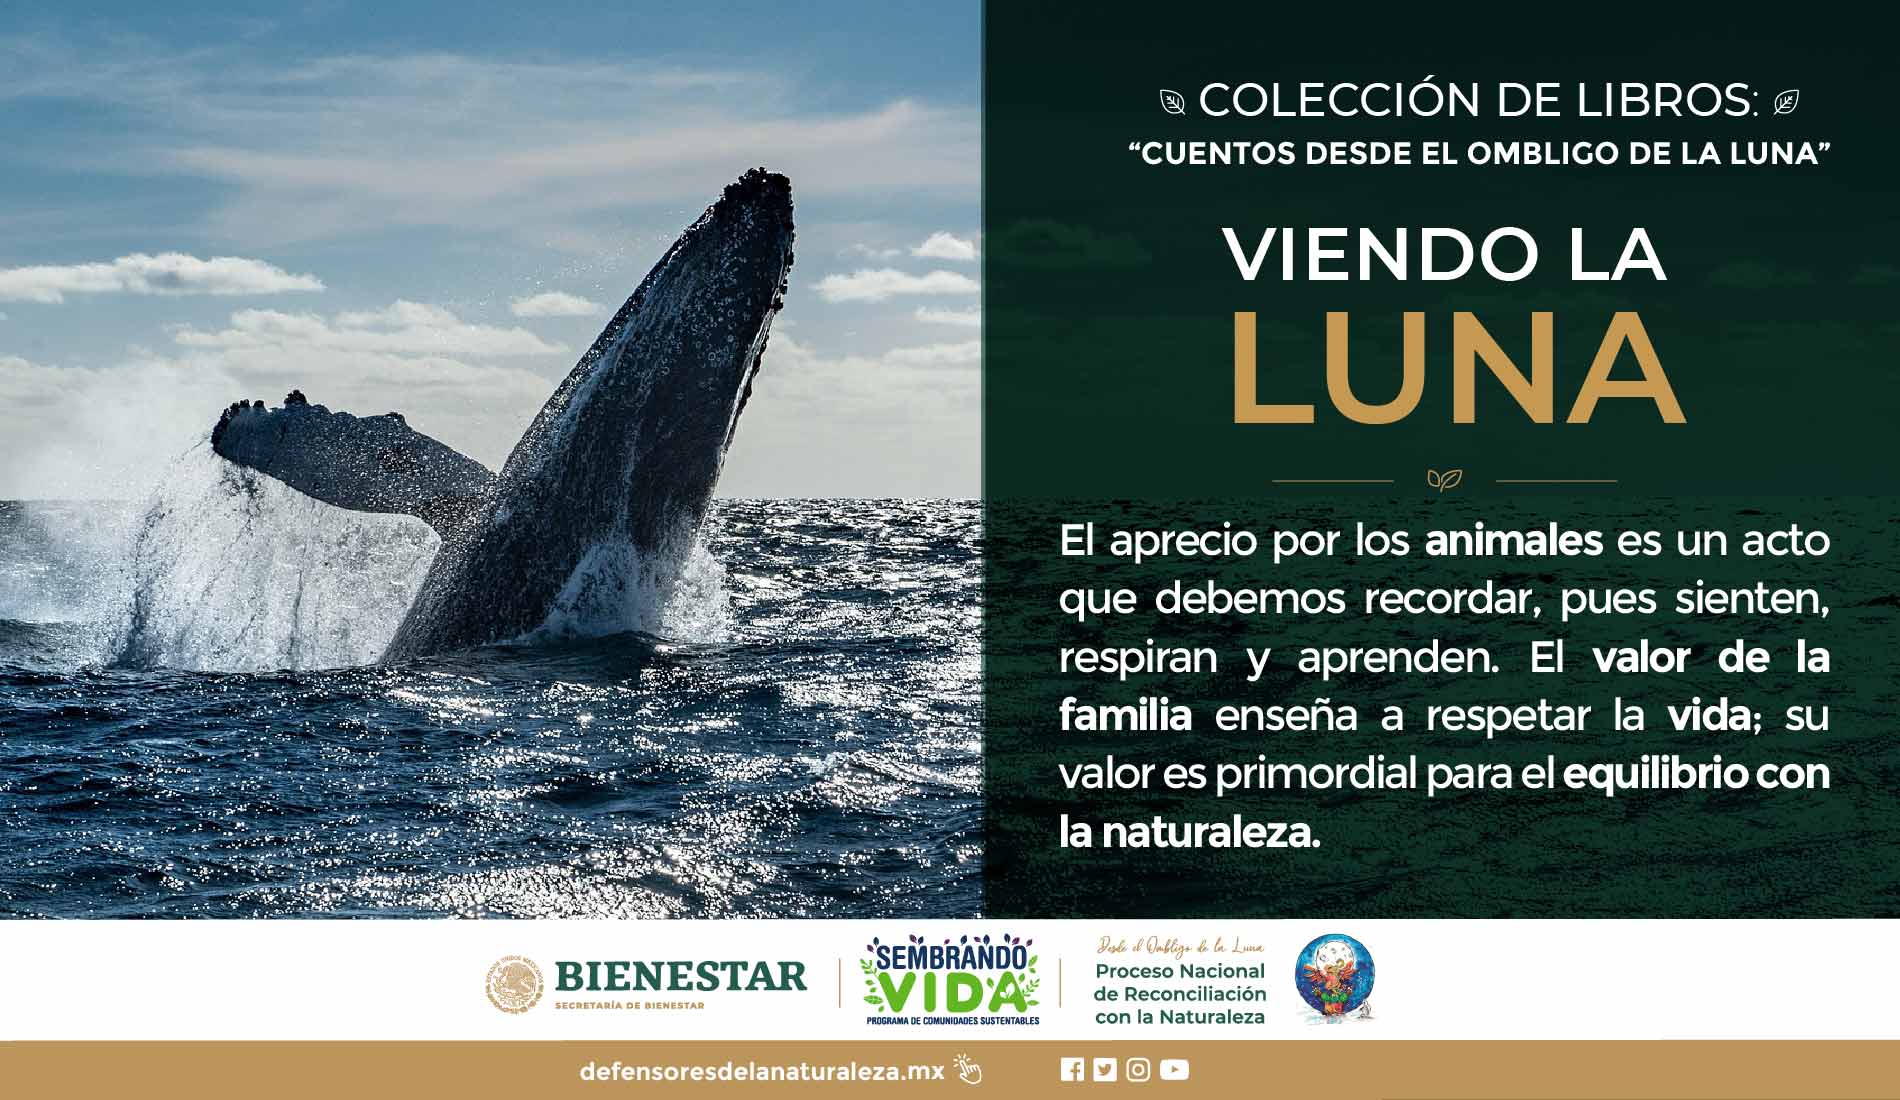 COLECCIÓN DE LIBROS:
“CUENTOS DESDE EL OMBLIGO DE LA LUNA”
VIENDO LA
LUNA
El aprecio por los animales es un acto
que debemos recordar, pues sienten,
respiran y aprenden. El valor de la
familia enseña a respetar la vida; su
valor es primordial para el equilibrio con
la naturaleza.
BIENESTAR
SECRETARÍA DE BIENESTAR
SEMBRANDO
VIDA
PROGRAMA DE COMUNIDADES SUSTENTABLES
Desde el Ombligo de la Luna
Proceso Nacional
de Reconciliación
con la Naturaleza
defensoresdelanaturaleza.mx